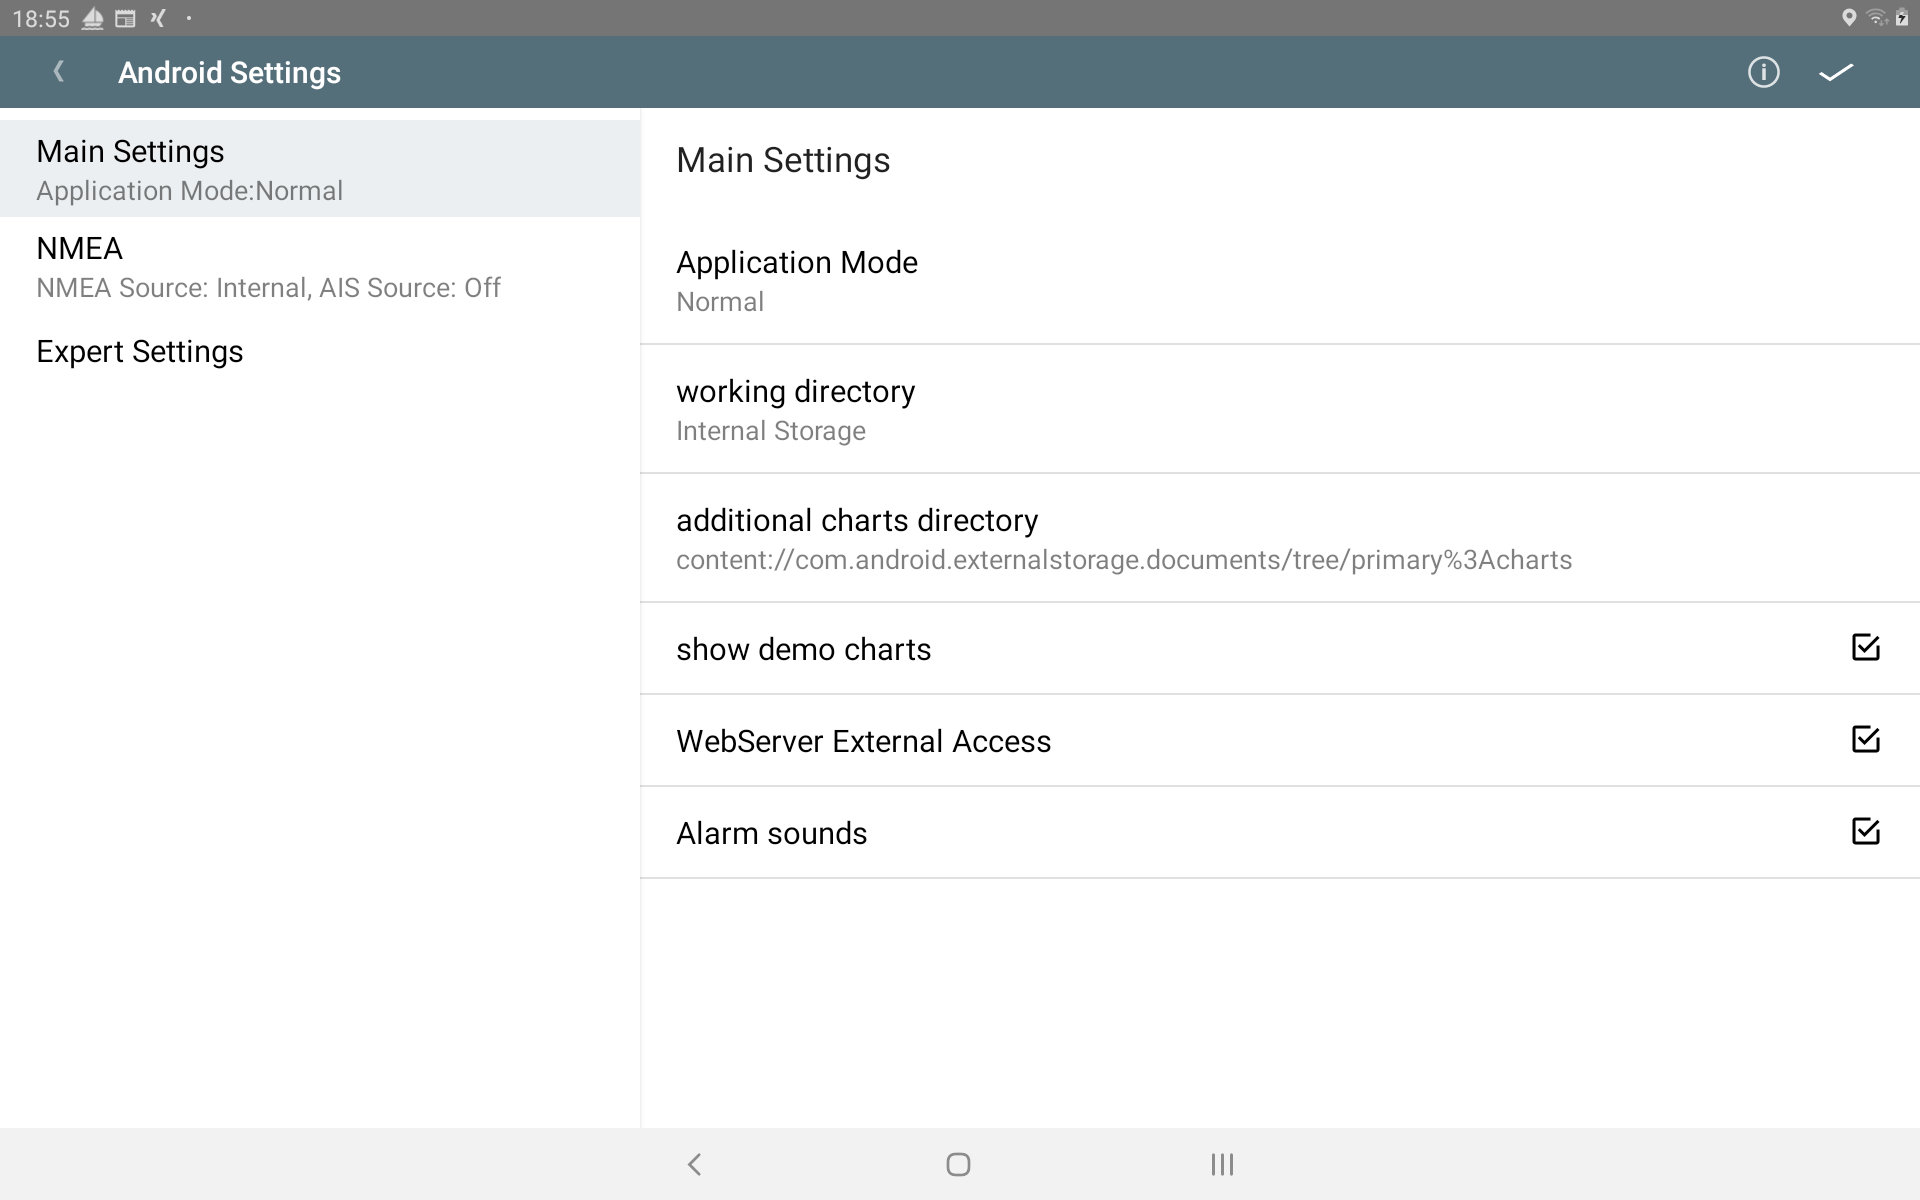 18:55
Android Settings
Main Settings
Application Mode:Normal
NMEA
NMEA Source: Internal, AIS Source: Off
Expert Settings
Main Settings
Application Mode
Normal
working directory
Internal Storage
additional charts directory
content://com.android.externalstorage.documents/tree/primary%3Acharts
show demo charts
WebServer External Access
Alarm sounds